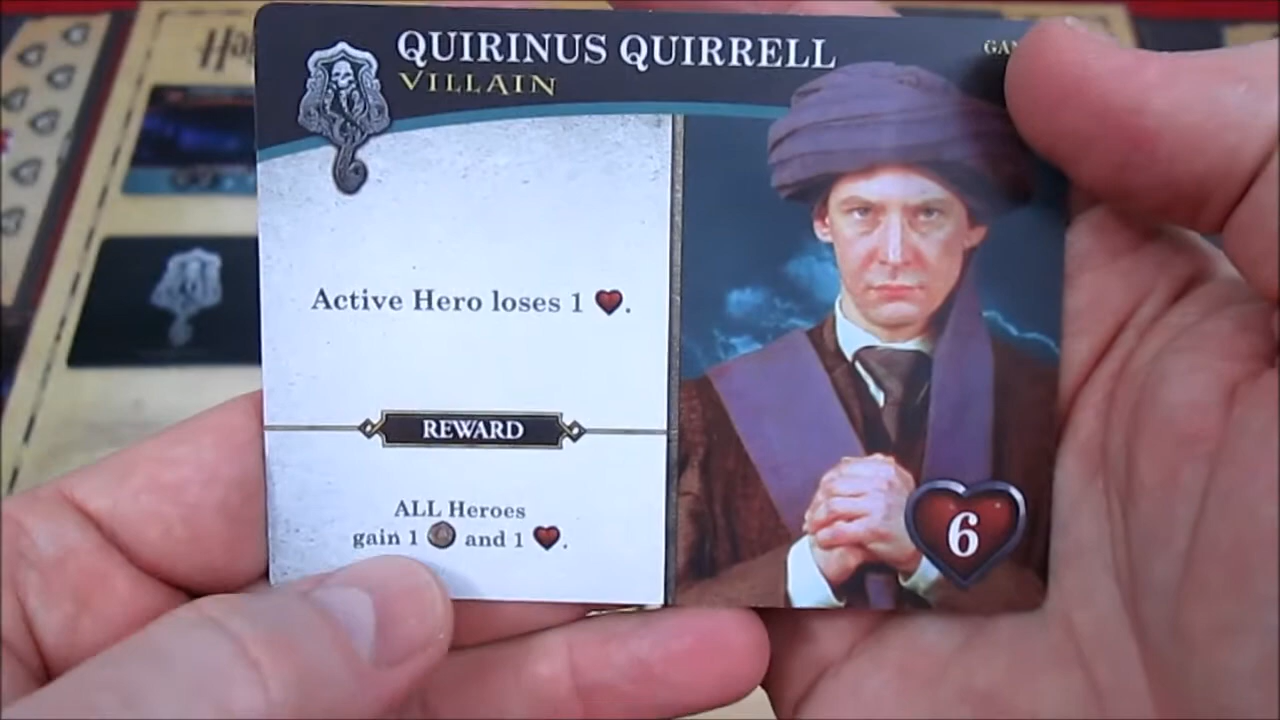 QUIRINUS QUIRRELL
VILLAIN
Active Hero loses 1 .
REWARD
ALL Heroes
gain 1 and 1 .
6